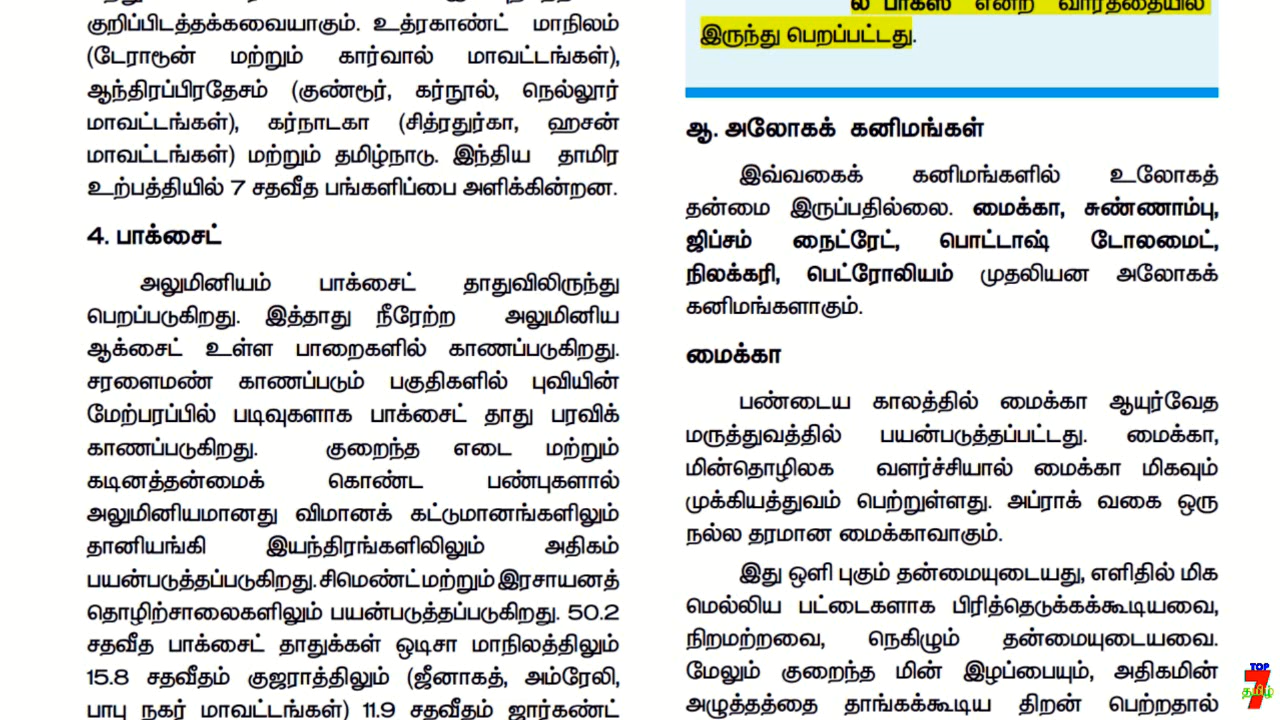 குறிப்பிடத்தக்கவையாகும். உத்ரகாண்ட் மாநிலம்
(டேராடூன் மற்றும் கார்வால் மாவட்டங்கள்),
ஆந்திரப்பிரதேசம் (குண்டூர், கர்நூல், நெல்லூர்
மாவட்டங்கள்), கர்நாடகா (சித்ரதுர்கா, ஹசன்
மாவட்டங்கள்) மற்றும் தமிழ்நாடு. இந்திய தாமிர
உற்பத்தியில் 7 சதவீத பங்களிப்பை அளிக்கின்றன.
4. பாக்சைட்
அலுமினியம் பாக்சைட் தாதுவிலிருந்து
பெறப்படுகிறது. இத்தாது நீரேற்ற அலுமினிய
ஆக்சைட் உள்ள பாறைகளில் காணப்படுகிறது.
சரளைமண் காணப்படும் பகுதிகளில் புவியின்
மேற்பரப்பில் படிவுகளாக பாக்சைட் தாது பரவிக்
காணப்படுகிறது. குறைந்த எடை மற்றும்
கடினத்தன்மைக் கொண்ட பண்புகளால்
அலுமினியமானது விமானக் கட்டுமானங்களிலும்
தானியங்கி இயந்திரங்களிலிலும் அதிகம்
பயன்படுத்தப்படுகிறது. சிமெண்ட் மற்றும் இரசாயனத்
தொழிற்சாலைகளிலும் பயன்படுத்தப்படுகிறது. 50.2
சதவீத பாக்சைட் தாதுக்கள் ஒடிசா மாநிலத்திலும்
15.8 சதவீதம் குஜராத்திலும் (ஜீனாகத், அம்ரேலி,
பாபு நகர் மாவட்டங்கள்) 11.9 சதவீதம் ஜார்கண்ட்
என்ற வார்த்தையில்
இருந்து பெறப்பட்டது.
ஆ. அலோகக் கனிமங்கள்
இவ்வகைக் கனிமங்களில் உலோகத்
தன்மை இருப்பதில்லை. மைக்கா, சுண்ணாம்பு,
ஜிப்சம் நைட்ரேட், பொட்டாஷ் டோலமைட்,
நிலக்கரி, பெட்ரோலியம் முதலியன அலோகக்
கனிமங்களாகும்.
மைக்கா
பண்டைய காலத்தில் மைக்கா ஆயுர்வேத
மருத்துவத்தில் பயன்படுத்தப்பட்டது. மைக்கா,
மின்தொழிலக வளர்ச்சியால் மைக்கா மிகவும்
முக்கியத்துவம் பெற்றுள்ளது. அப்ராக் வகை ஒரு
நல்ல தரமான மைக்காவாகும்.
இது ஒளி புகும் தன்மையுடையது, எளிதில் மிக
மெல்லிய பட்டைகளாக பிரித்தெடுக்கக்கூடியவை,
நிறமற்றவை, நெகிழும் தன்மையுடையவை.
மேலும் குறைந்த மின் இழப்பையும், அதிகமின்
அழுத்தத்தை தாங்கக்கூடிய திறன் பெற்றதால்
TOP
7
தமிழ்